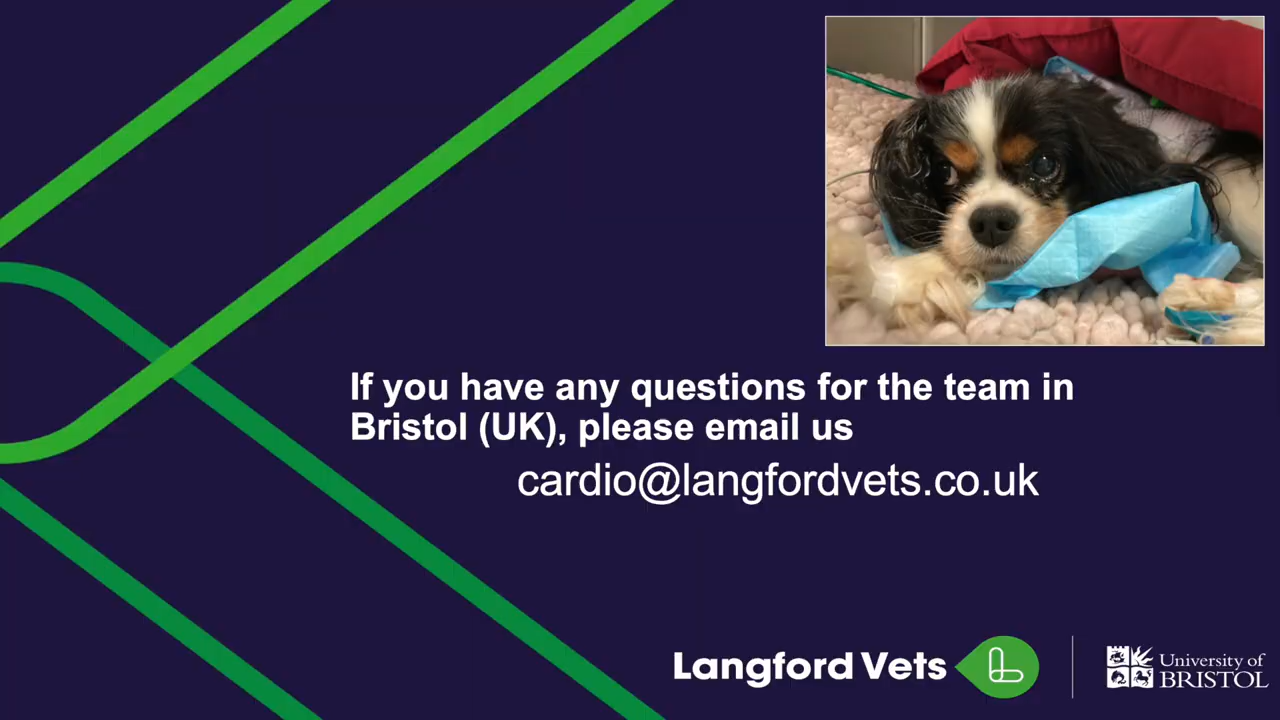 If you have any questions for the team in
Bristol (UK), please email us
cardio@langfordvets.co.uk
Langford Vets
University of
BRISTOL